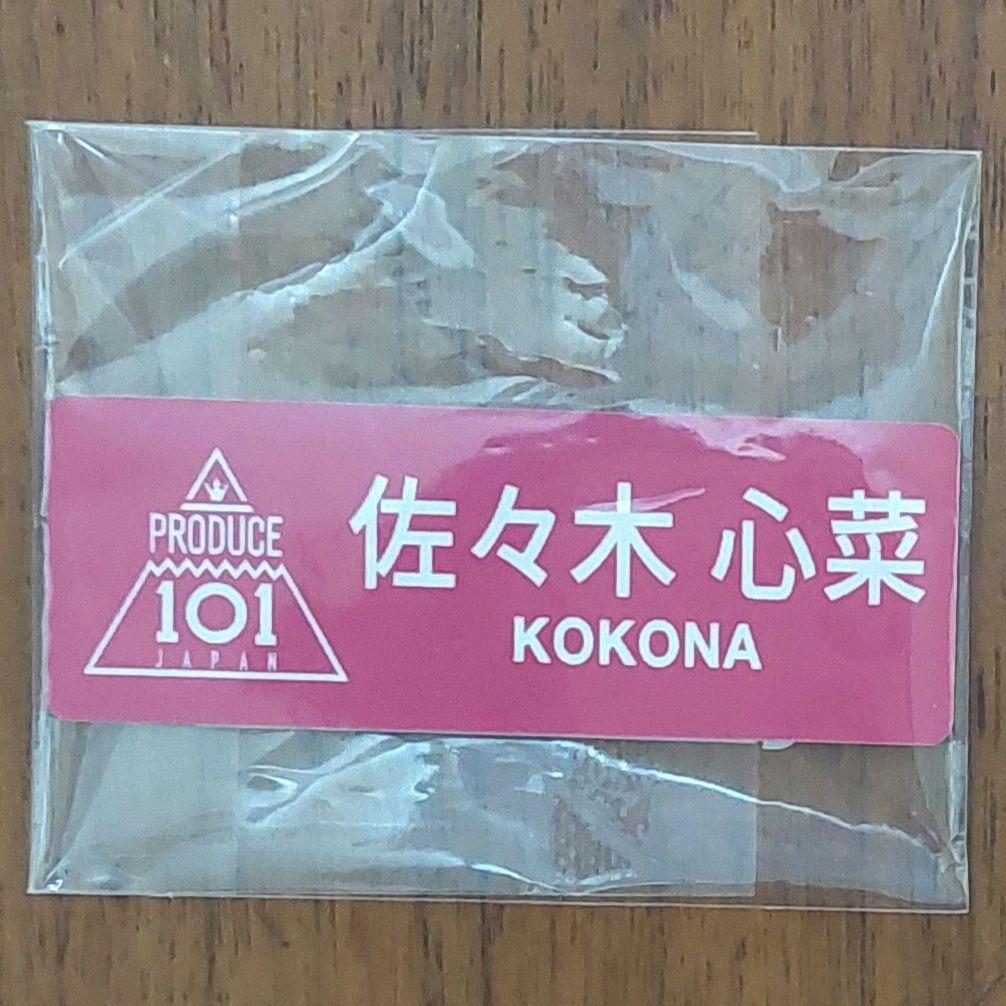 PRODUCE
101
JAPAN
佐々木 心菜
KOKONA